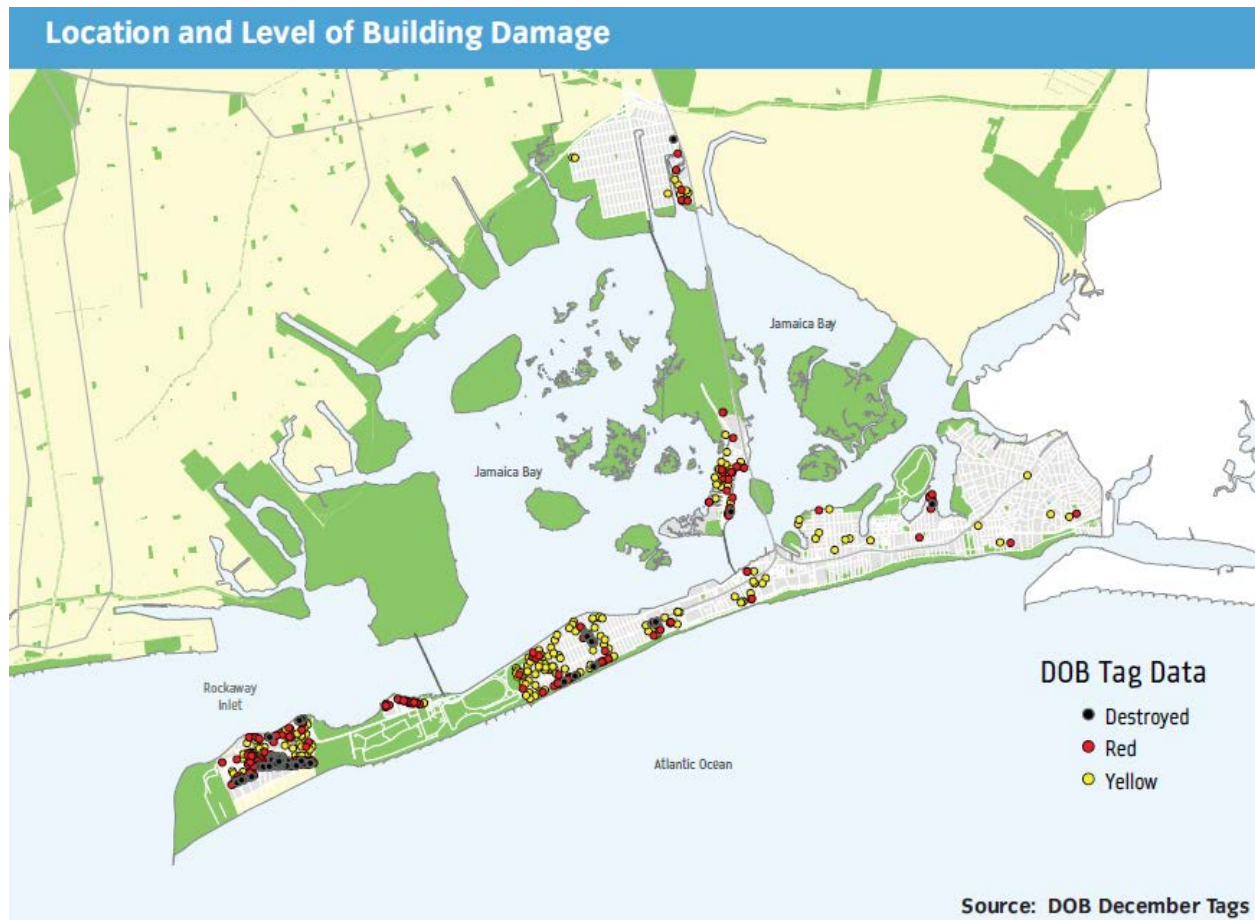 Location and Level of Building Damage
Jamaica Bay
Jamaica Bay
Rockaway
Inlet
Atlantic Ocean
DOB Tag Data
Destroyed
Red
Yellow
Source: DOB December Tags